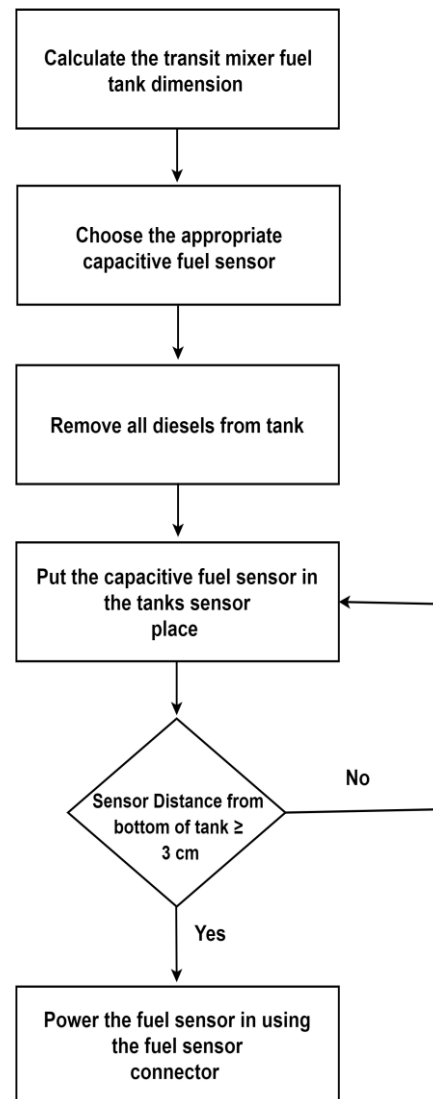 Calculate the transit mixer fuel
tank dimension
Choose the appropriate
capacitive fuel sensor
Remove all diesels from tank
Put the capacitive fuel sensor in
the tanks sensor
place
Sensor Distance from
bottom of tank ≥
3 cm
No
Yes
Power the fuel sensor in using
the fuel sensor
connector